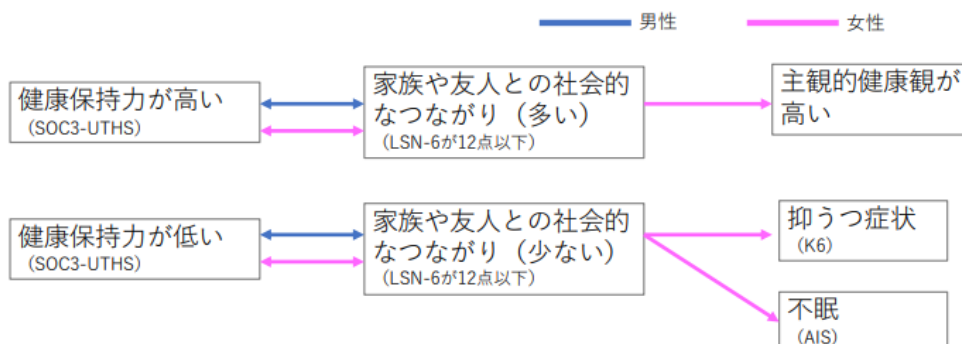 男性
女性
健康保持力が高い
(SOC3-UTHS)
家族や友人との社会的
なつながり（多い）
(LSN-6が12点以下)
主観的健康観が
高い
健康保持力が低い
(SOC3-UTHS)
家族や友人との社会的
なつながり（少ない）
(LSN-6が12点以下)
抑うつ症状
(K6)
不眠
(AIS)